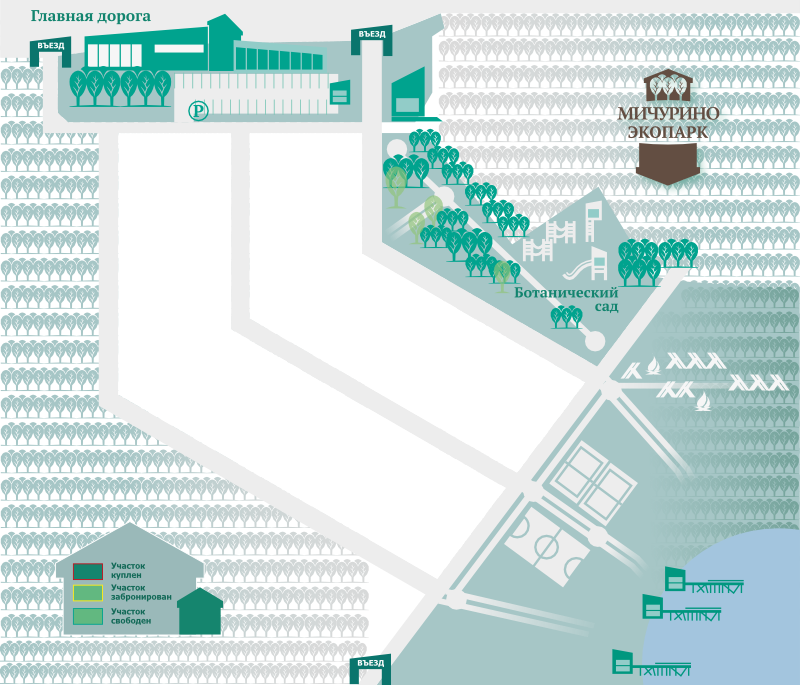 Главная дорога
ВЪЕЗД
ВЪЕЗД
Р
МИЧУРИНО
ЭКОПАРК
Ботанический
сад
Участок
куплен
Участок
забронирован
Участок
свободен
ВЪЕЗД